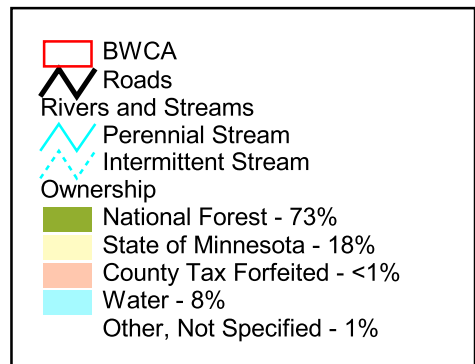 BWCA
Roads
Rivers and Streams
Perennial Stream
Intermittent Stream
Ownership
National Forest - 73%
State of Minnesota - 18%
County Tax Forfeited - <1%
Water - 8%
Other, Not Specified - 1%